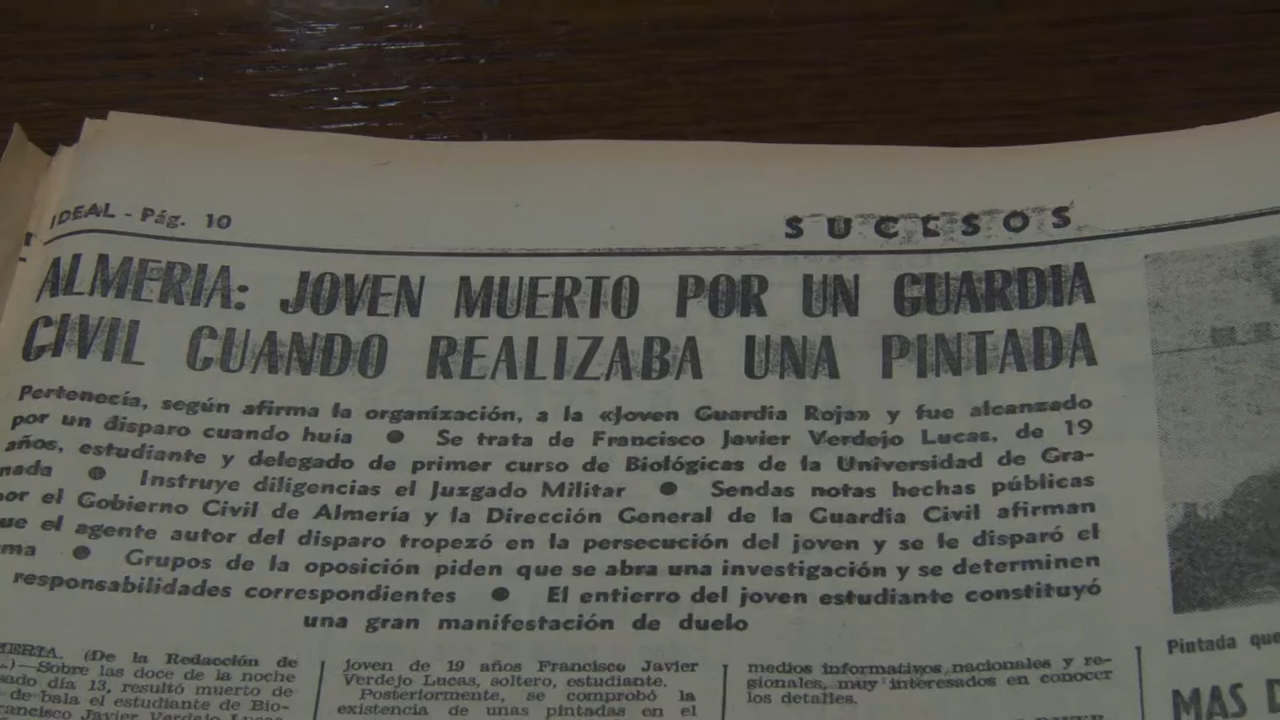 IDEAL - Pág. 10
SUCESOS
ALMERIA: JOVEN MUERTO POR UN GUARDIA
CIVIL CUANDO REALIZABA UNA PINTADA
Pertenecía, según afirma la organización, a la «Joven Guardia Roja» y fue alcanzado
por un disparo cuando huía ● Se trata de Francisco Javier Verdejo Lucas, de 19
años, estudiante y delegado de primer curso de Biológicas de la Universidad de Gra-
nada ● Instruye diligencias el Juzgado Militar ● Sendas notas hechas públicas
por el Gobierno Civil de Almería y la Dirección General de la Guardia Civil afirman
que el agente autor del disparo tropezó en la persecución del joven y se le disparó el
ma ● Grupos de la oposición piden que se abra una investigación y se determinen
responsabilidades correspondientes ● El entierro del joven estudiante constituyó
una gran manifestación de duelo
MERIA. (De la Redacción de
.)—Sobre las doce de la noche
sado día 13, resultó muerto de
de bala el estudiante de Bio-
rancisco Javier Verdejo Lucas
joven de 19 años Francisco Javier
Verdejo Lucas, soltero, estudiante.
Posteriormente, se comprobó la
existencia de unas pintadas en el
medios informativos nacionales y re-
gionales, muy interesados en conocer
los detalles.
Pintada que
MAS D